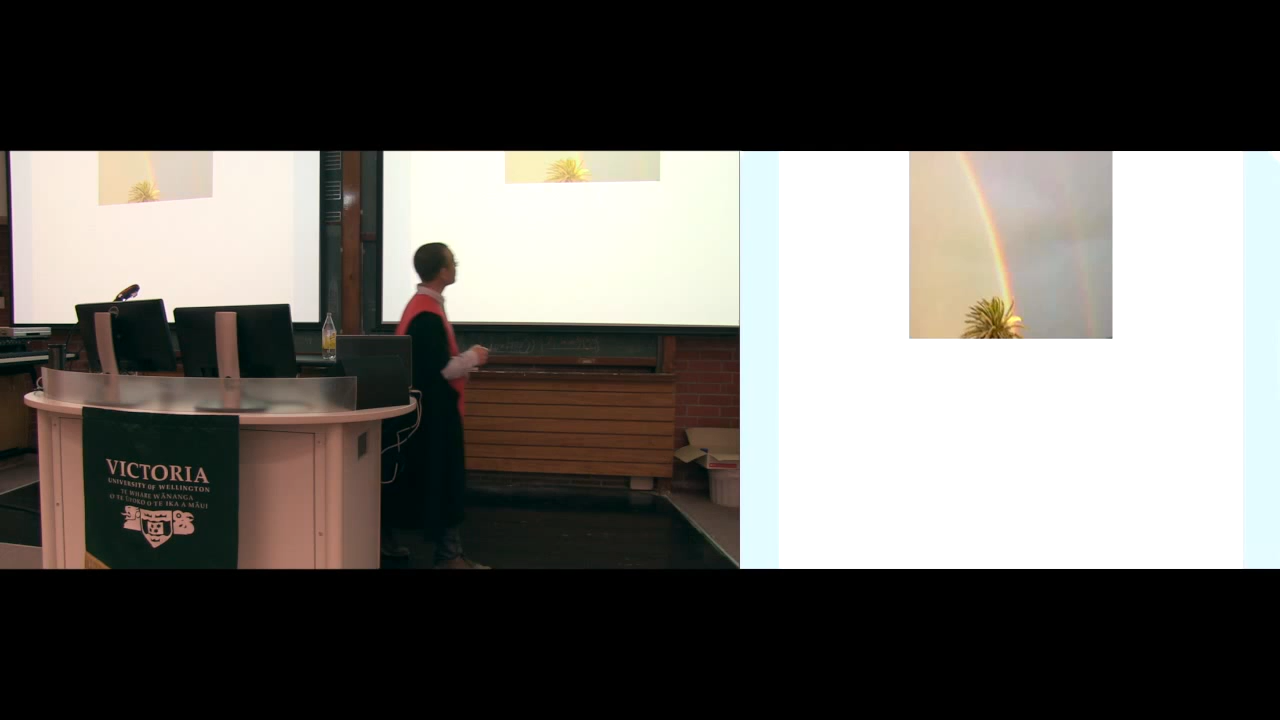 VICTORIA
UNIVERSITY OF WELLINGTON
TE WHARE WĀNANGA
O TE ŪPOKO O TE IKA A MĀUI